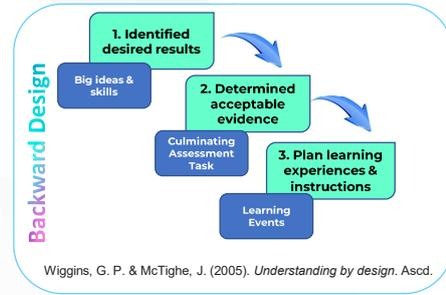 Backward Design
1. Identified
desired results
Big ideas &
skills
2. Determined
acceptable
evidence
Culminating
Assessment
Task
3. Plan learning
experiences &
instructions
Learning
Events
Wiggins, G. P. & McTighe, J. (2005). Understanding by design. Ascd.